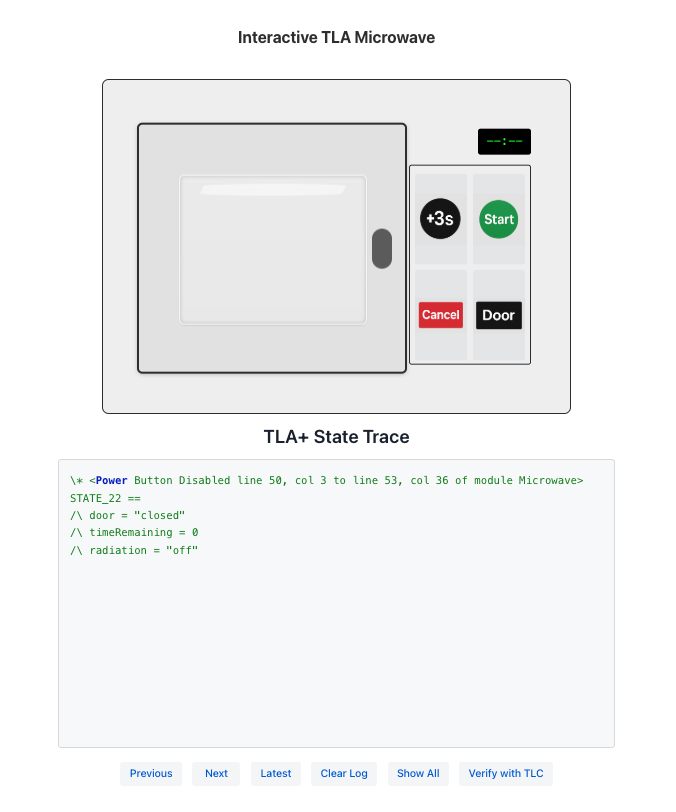 Interactive TLA Microwave
--:--
+3s
Start
Cancel
Door
TLA+ State Trace
\* <Power Button Disabled line 50, col 3 to line 53, col 36 of module Microwave>
STATE_22 ==
/\ door = "closed"
/\ timeRemaining = 0
/\ radiation = "off"
Previous
Next
Latest
Clear Log
Show All
Verify with TLC